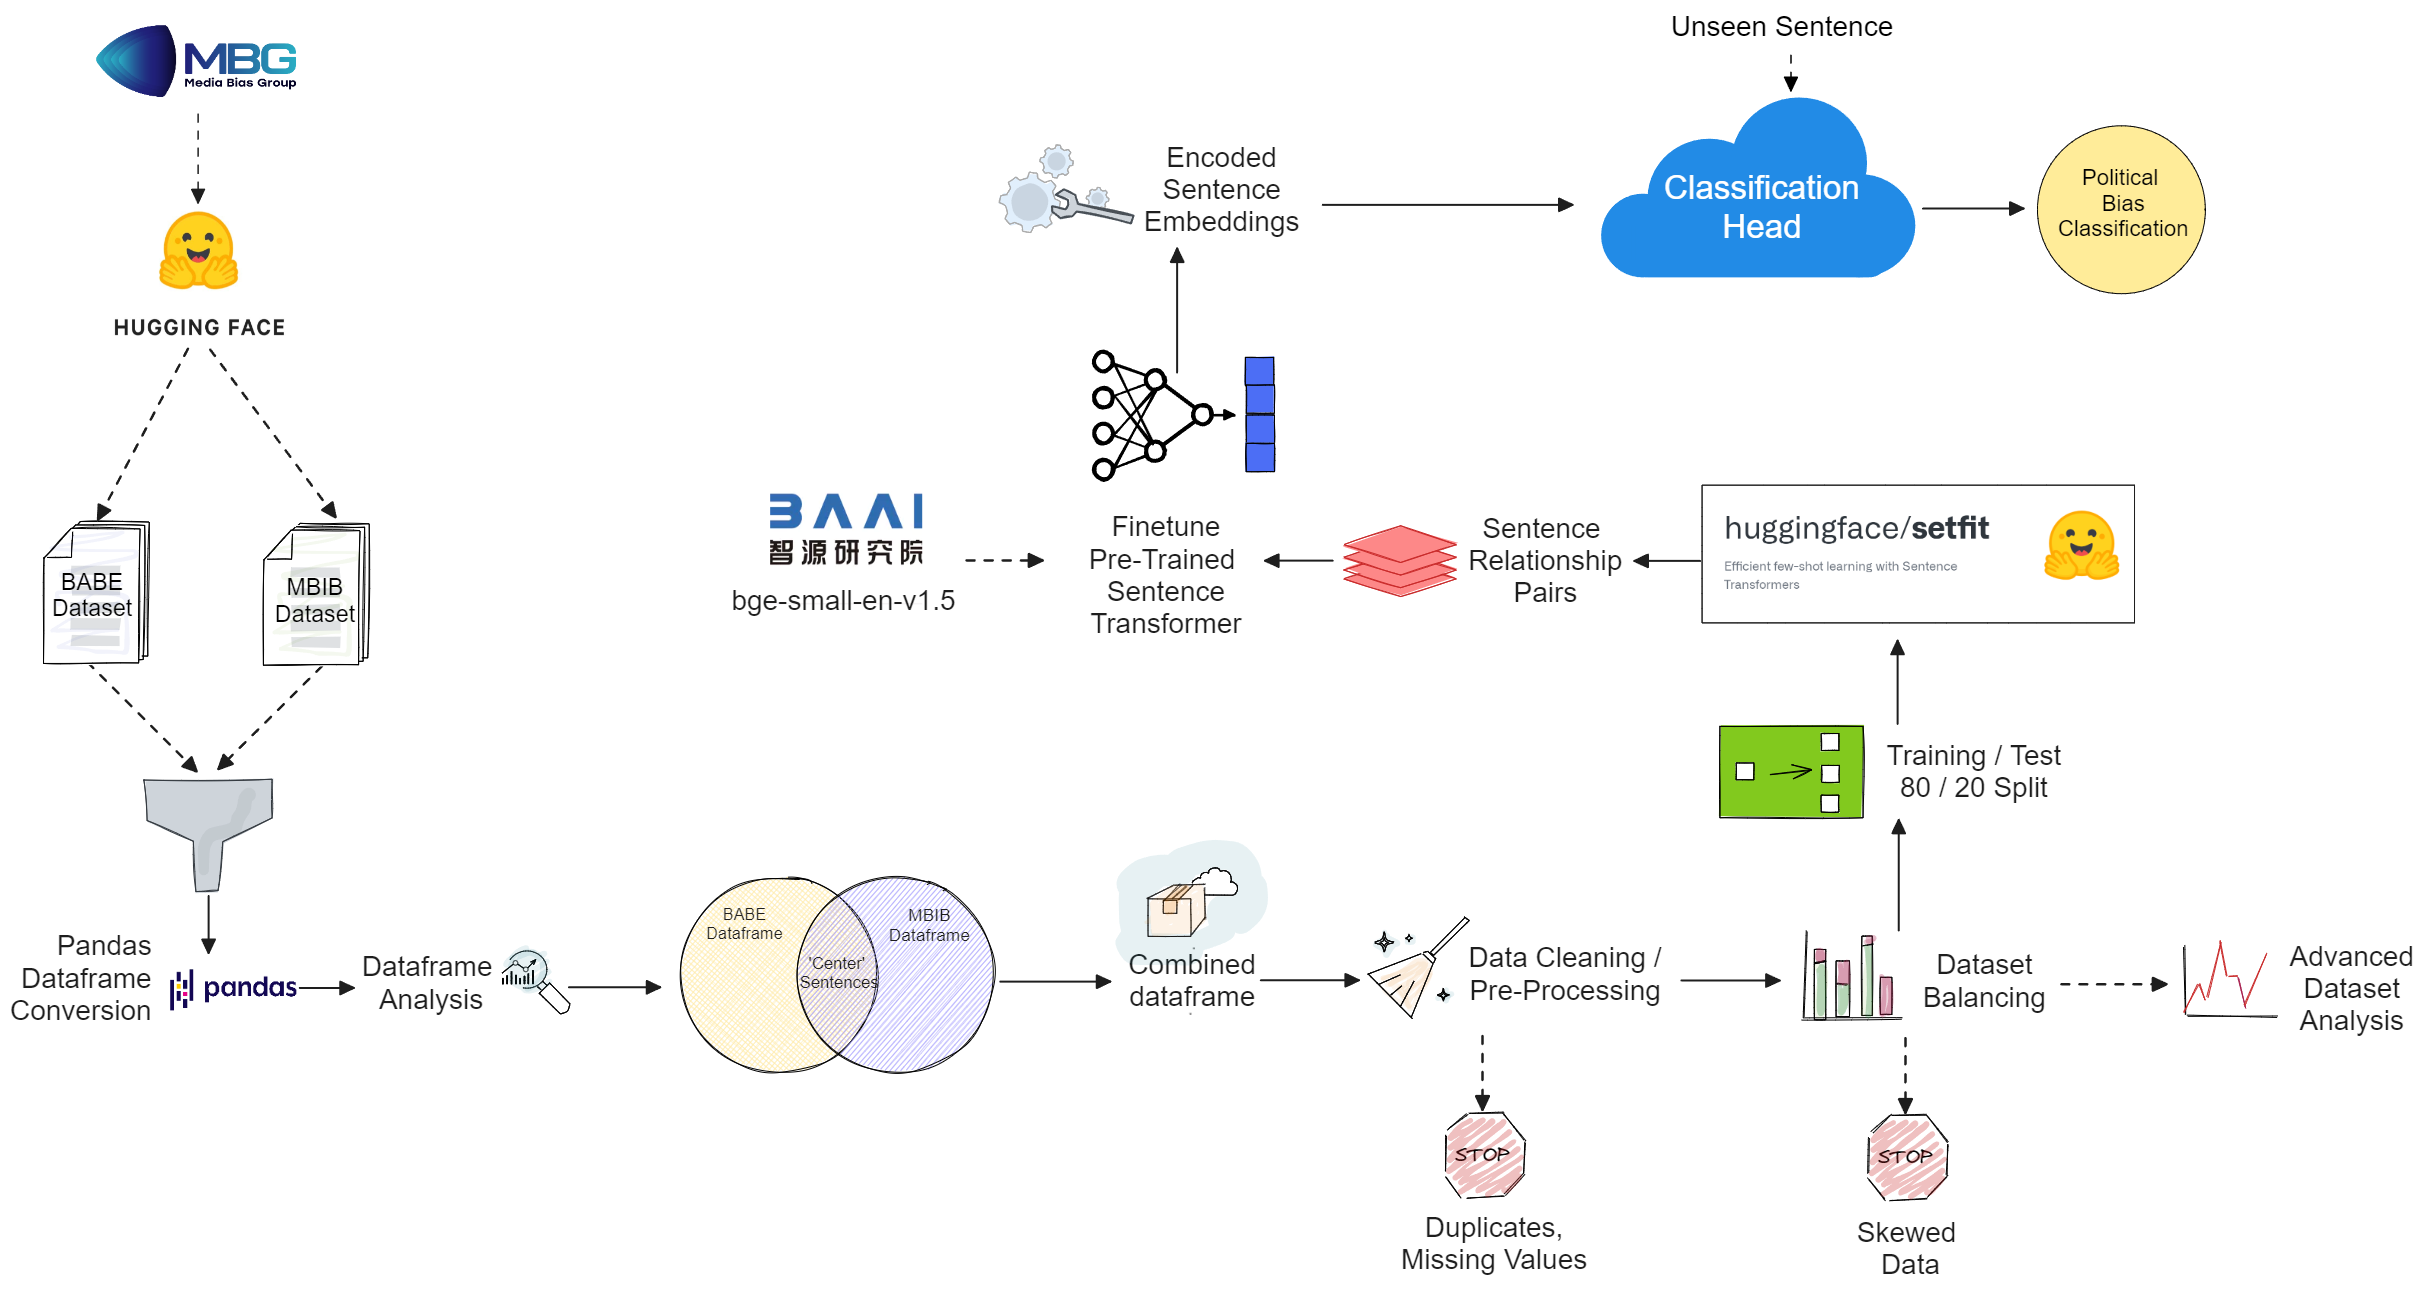 MBG
Media Bias Group
HUGGING FACE
BABE
Dataset
MBIB
Dataset
Pandas
Dataframe
Conversion
pandas
Dataframe
Analysis
BABE
Dataframe
'Center'
Sentences
MBIB
Dataframe
Combined
dataframe
Data Cleaning /
Pre-Processing
STOP
Duplicates,
Missing Values
Dataset
Balancing
STOP
Skewed
Data
Advanced
Dataset
Analysis
Training / Test
80 / 20 Split
huggingface/setfit
Efficient few-shot learning with Sentence
Transformers
Sentence
Relationship
Pairs
Finetune
Pre-Trained
Sentence
Transformer
BAAI
智源研究院
bge-small-en-v1.5
Encoded
Sentence
Embeddings
Unseen Sentence
Classification
Head
Political
Bias
Classification